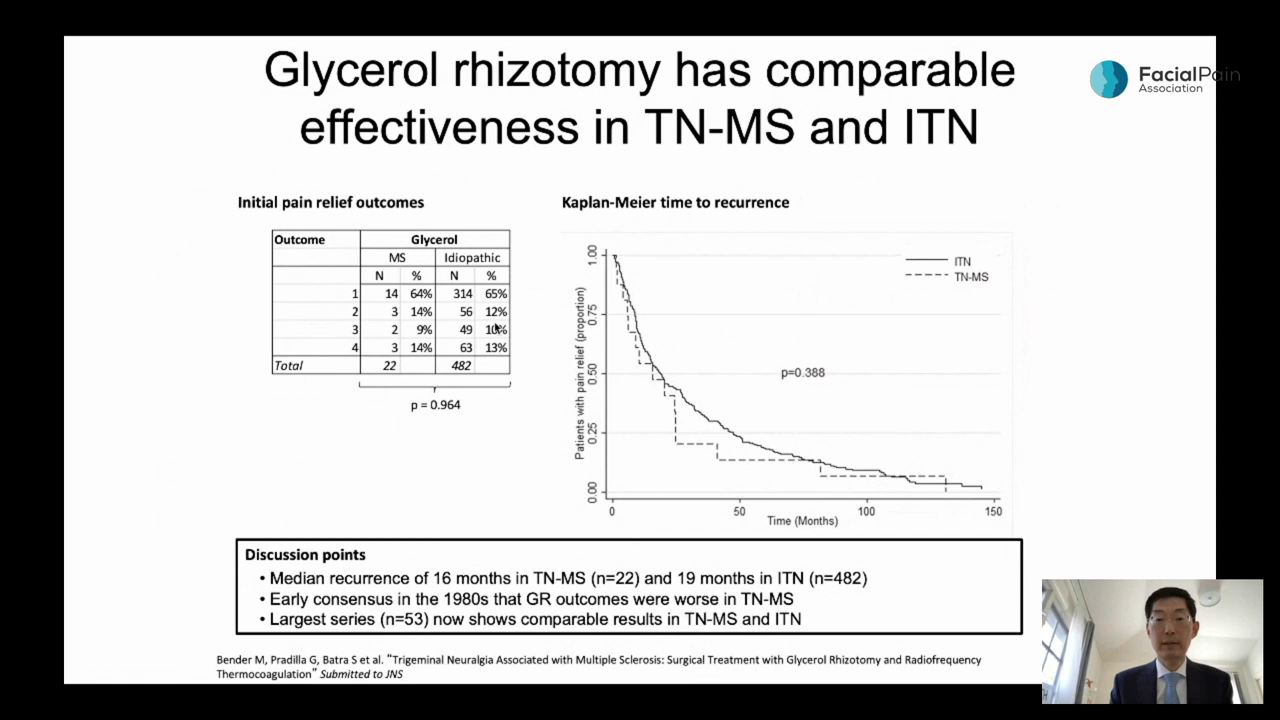 Glycerol rhizotomy has comparable
effectiveness in TN-MS and ITN
FacialPain
Association
Initial pain relief outcomes
Outcome Glycerol
MS Idiopathic
N % N %
1 14 64% 314 65%
2 3 14% 56 12%
3 2 9% 49 10%
4 3 14% 63 13%
Total 22 482
p = 0.964
Kaplan-Meier time to recurrence
ITN
TN-MS
Patients with pain relief (proportion)
1.00
0.75
0.50
0.25
0.00
p=0.388
0 50 100 150
Time (Months)
Discussion points
• Median recurrence of 16 months in TN-MS (n=22) and 19 months in ITN (n=482)
• Early consensus in the 1980s that GR outcomes were worse in TN-MS
• Largest series (n=53) now shows comparable results in TN-MS and ITN
Bender M, Pradilla G, Batra S et al. “Trigeminal Neuralgia Associated with Multiple Sclerosis: Surgical Treatment with Glycerol Rhizotomy and Radiofrequency
Thermocoagulation” Submitted to JNS